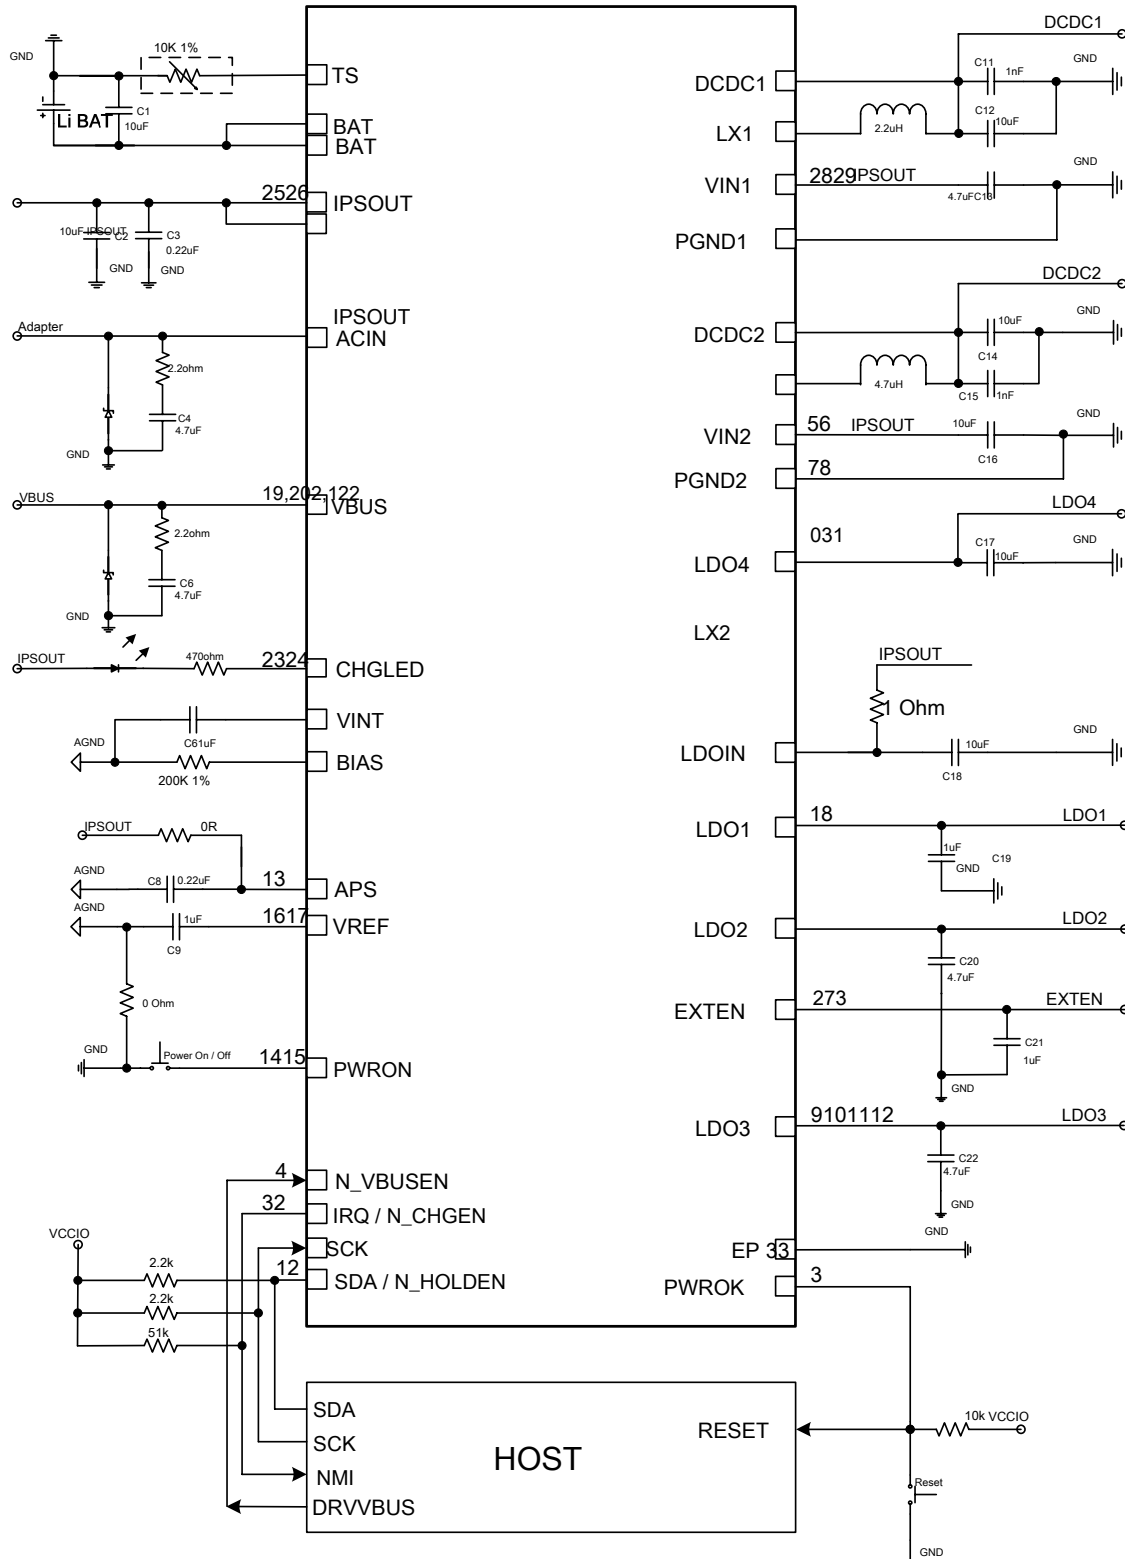 GND
10K 1%
TS
- Li BAT
+
C1
10uF
BAT
BAT
2526
IPSOUT
10uF IPSOUT
C2
C3
0.22uF
GND
GND
IPSOUT
Adapter
ACIN
2.2ohm
C4
4.7uF
GND
19,202,122
VBUS
VBUS
2.2ohm
C6
4.7uF
GND
IPSOUT
470ohm
2324
CHGLED
VINT
C61uF
AGND
BIAS
200K 1%
IPSOUT
0R
AGND
C8
0.22uF
13
APS
AGND
1uF
1617
VREF
C9
0 Ohm
GND
Power On / Off
1415
PWRON
4
N_VBUSEN
32
IRQ / N_CHGEN
VCCIO
SCK
2.2k
12
SDA / N_HOLDEN
2.2k
51k
DCDC1
C11
1nF
GND
DCDC1
C12
10uF
LX1
2.2uH
VIN1
2829IPSOUT
4.7uFC13
GND
PGND1
DCDC2
10uF
GND
DCDC2
C14
4.7uH
C15
1nF
VIN2
56
IPSOUT
10uF
GND
C16
PGND2
78
LDO4
031
C17
10uF
GND
LDO4
LX2
IPSOUT
1 Ohm
LDOIN
10uF
GND
C18
LDO1
18
LDO1
1uF
GND
C19
LDO2
LDO2
C20
4.7uF
EXTEN
273
EXTEN
C21
1uF
GND
LDO3
9101112
LDO3
C22
4.7uF
GND
GND
EP 33
PWROK
3
SDA
SCK
HOST
NMI
DRVVBUS
RESET
10k VCCIO
Reset
GND